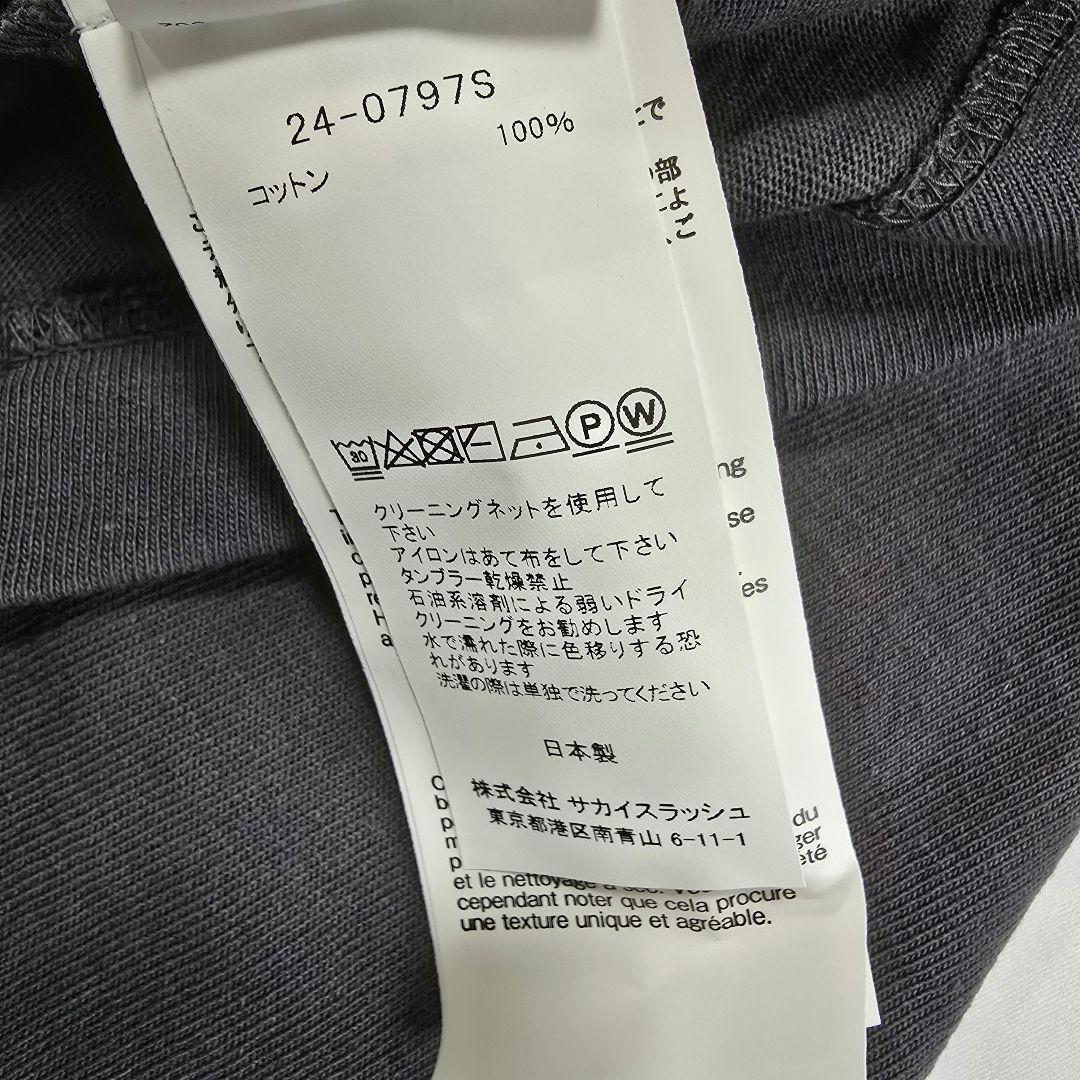 24-0797S
コットン 100%
30
P W
クリーニングネットを使用して
下さい
アイロンはあて布をして下さい
タンブラー乾燥禁止
石油系溶剤による弱いドライ
クリーニングをお勧めします
水で濡れた際に色移りする恐
れがあります
洗濯の際は単独で洗ってください
日本製
株式会社 サカイスラッシュ
東京都港区南青山 6-11-1
で
部
よ
ご
ng
se
es
du
ger
été
et le nettoyage à sec.
cependant noter que cela procure
une texture unique et agréable.